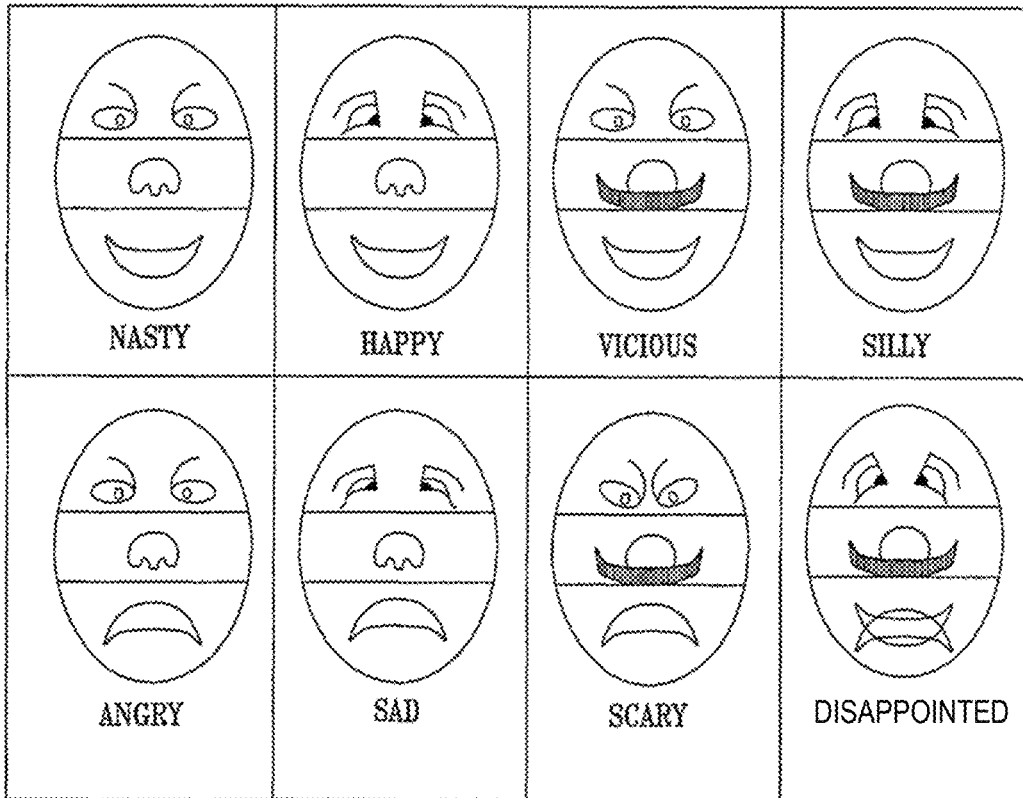 NASTY
HAPPY
VICIOUS
SILLY
ANGRY
SAD
SCARY
DISAPPOINTED